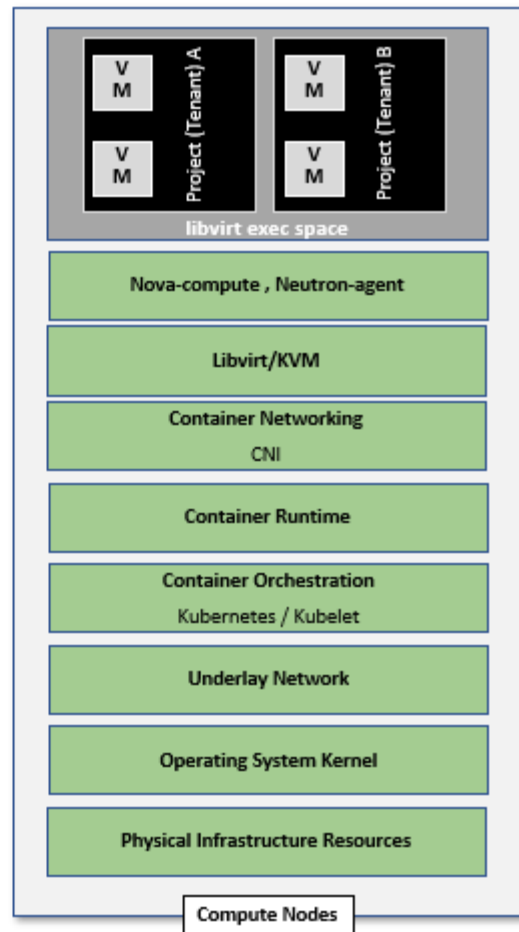 V
M
V
M
Project (Tenant) A
V
M
V
M
Project (Tenant) B
libvirt exec space
Nova-compute , Neutron-agent
Libvirt/KVM
Container Networking
CNI
Container Runtime
Container Orchestration
Kubernetes / Kubelet
Underlay Network
Operating System Kernel
Physical Infrastructure Resources
Compute Nodes